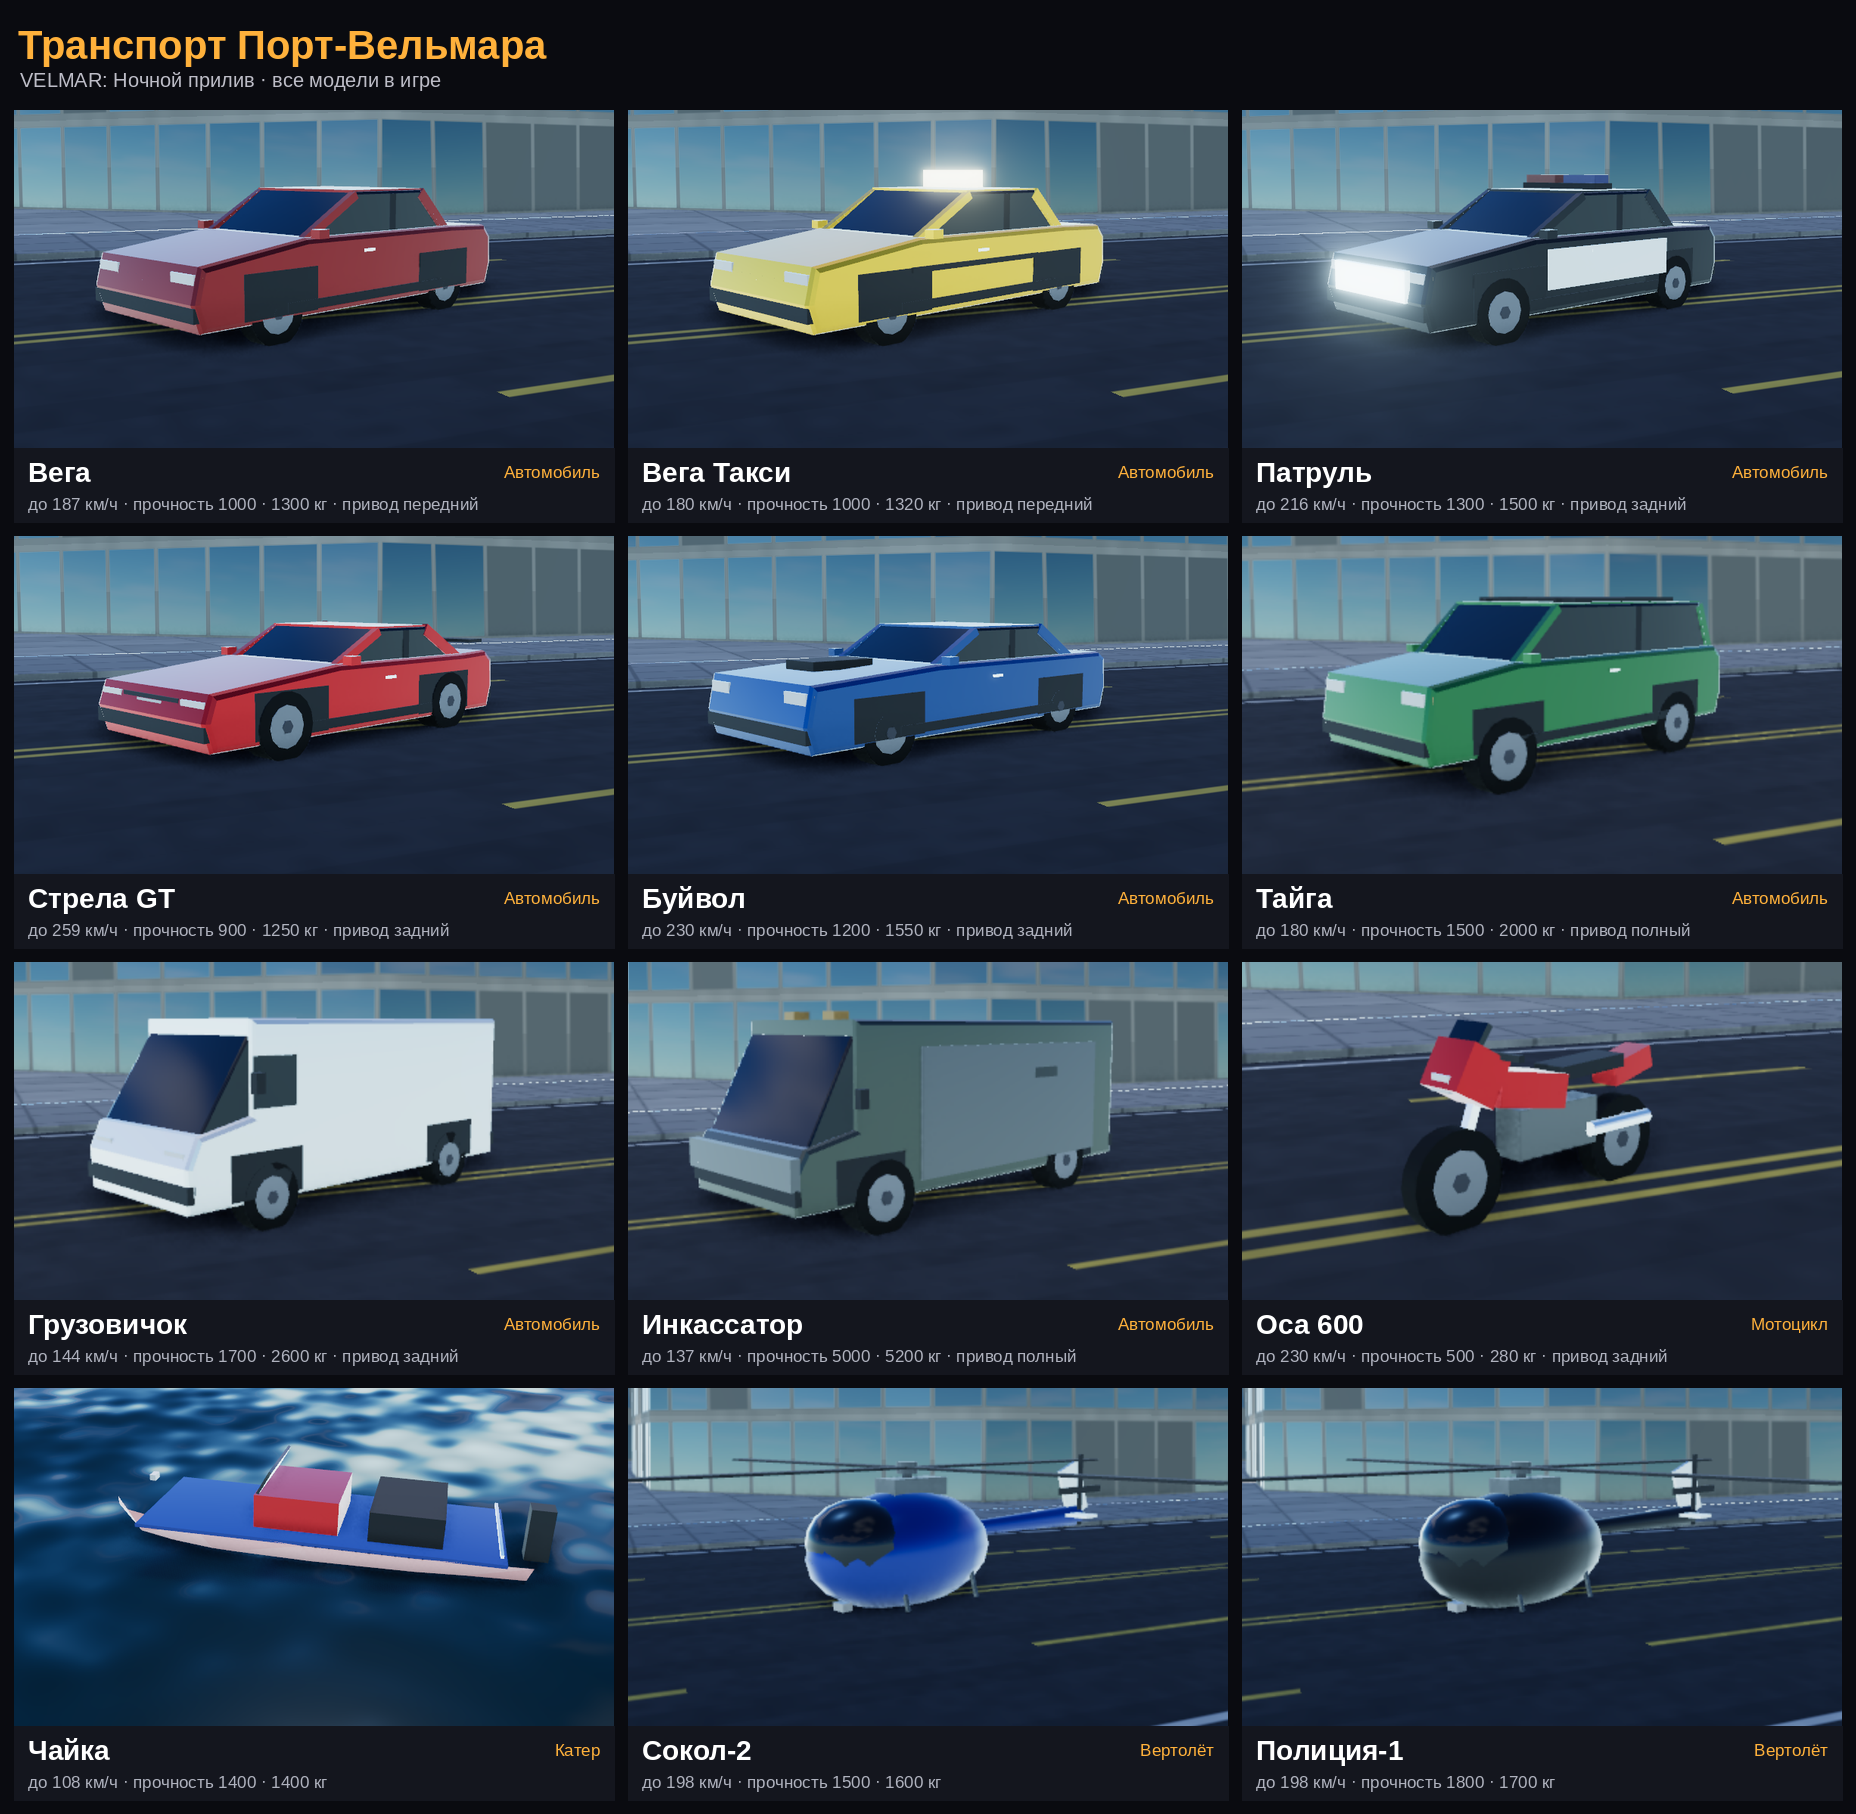 Транспорт Порт-Вельмара
VELMAR: Ночной прилив · все модели в игре
Вега
Автомобиль
до 187 км/ч · прочность 1000 · 1300 кг · привод передний
Вега Такси
Автомобиль
до 180 км/ч · прочность 1000 · 1320 кг · привод передний
Патруль
Автомобиль
до 216 км/ч · прочность 1300 · 1500 кг · привод задний
Стрела GT
Автомобиль
до 259 км/ч · прочность 900 · 1250 кг · привод задний
Буйвол
Автомобиль
до 230 км/ч · прочность 1200 · 1550 кг · привод задний
Тайга
Автомобиль
до 180 км/ч · прочность 1500 · 2000 кг · привод полный
Грузовичок
Автомобиль
до 144 км/ч · прочность 1700 · 2600 кг · привод задний
Инкассатор
Автомобиль
до 137 км/ч · прочность 5000 · 5200 кг · привод полный
Оса 600
Мотоцикл
до 230 км/ч · прочность 500 · 280 кг · привод задний
Чайка
Катер
до 108 км/ч · прочность 1400 · 1400 кг
Сокол-2
Вертолёт
до 198 км/ч · прочность 1500 · 1600 кг
Полиция-1
Вертолёт
до 198 км/ч · прочность 1800 · 1700 кг